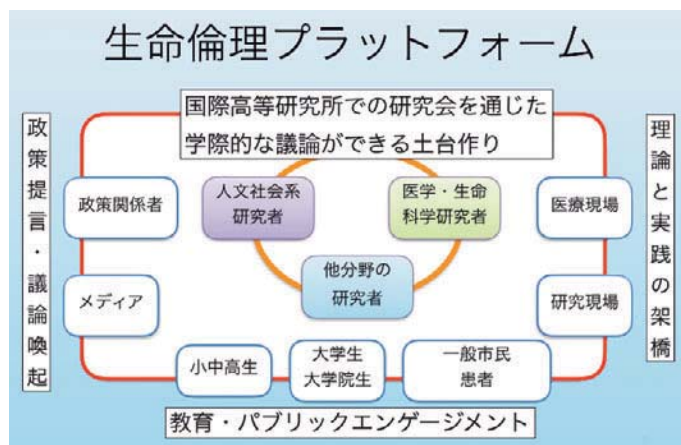 生命倫理プラットフォーム
国際高等研究所での研究会を通じた
学際的な議論ができる土台作り
政策提言・議論喚起
理論と実践の架橋
人文社会系
研究者
医学・生命
科学研究者
他分野の
研究者
政策関係者
メディア
医療現場
研究現場
小中高生
大学生
大学院生
一般市民
患者
教育・パブリックエンゲージメント